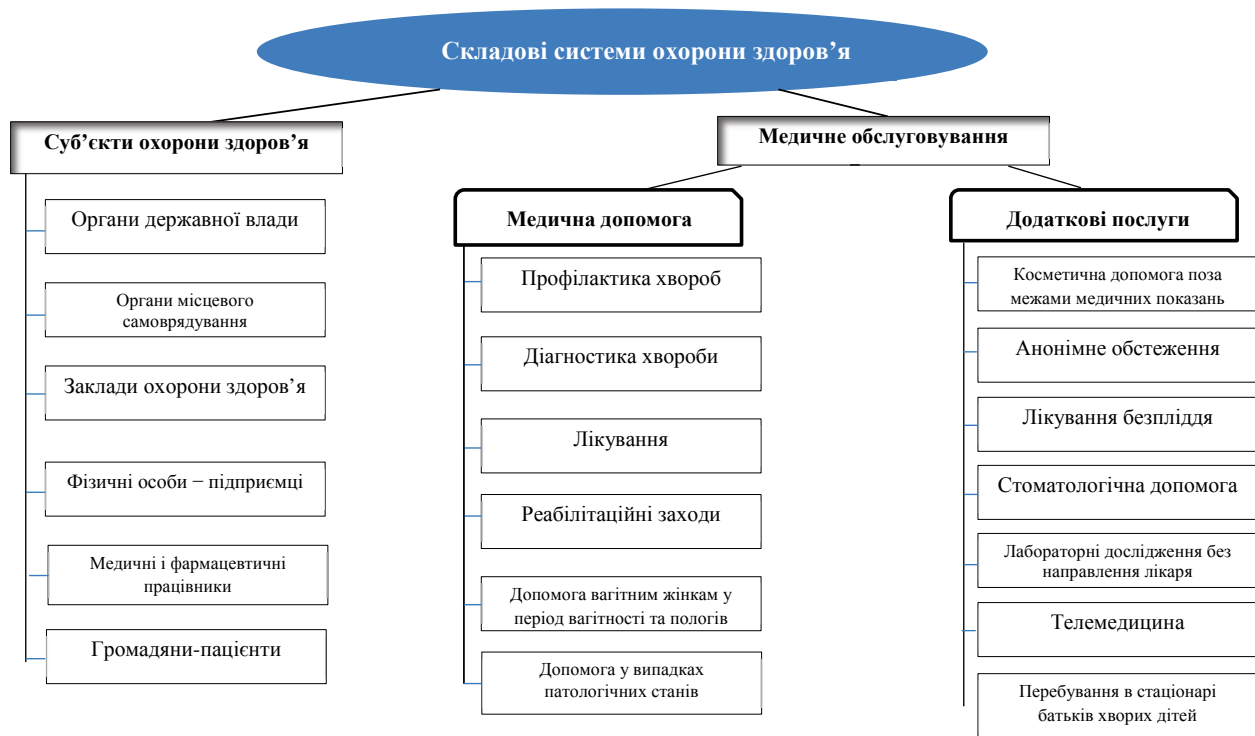 Складові системи охорони здоров’я
Суб’єкти охорони здоров’я
Органи державної влади
Органи місцевого
самоврядування
Заклади охорони здоров’я
Фізичні особи − підприємці
Медичні і фармацевтичні
працівники
Громадяни-пацієнти
Медичне обслуговування
Медична допомога
Профілактика хвороб
Діагностика хвороби
Лікування
Реабілітаційні заходи
Допомога вагітним жінкам у
період вагітності та пологів
Допомога у випадках
патологічних станів
Додаткові послуги
Косметична допомога поза
межами медичних показань
Анонімне обстеження
Лікування безпліддя
Стоматологічна допомога
Лабораторні дослідження без
направлення лікаря
Телемедицина
Перебування в стаціонарі
батьків хворих дітей